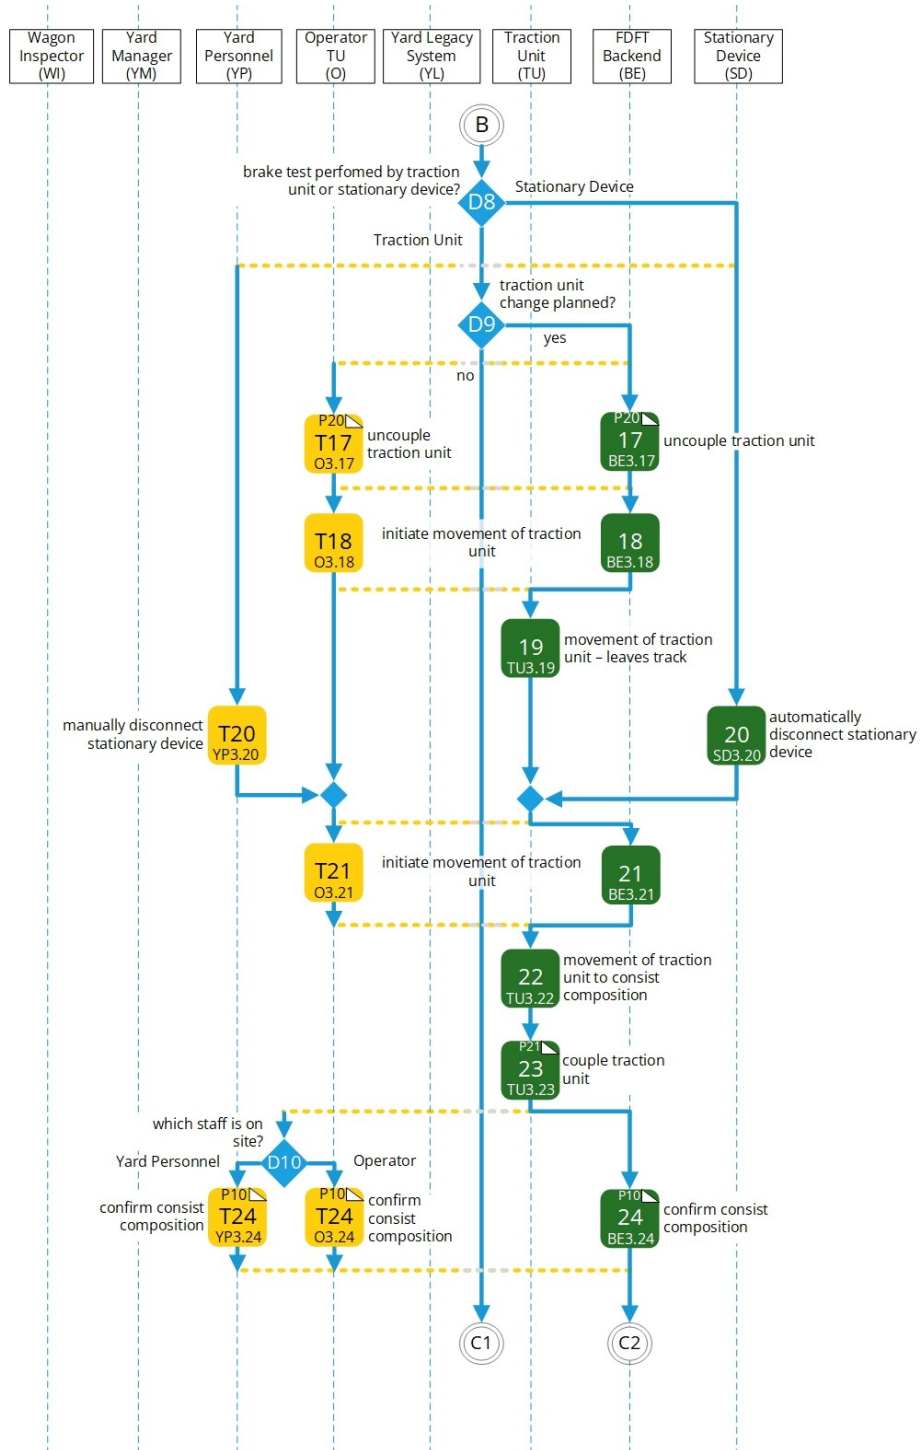 Wagon
Inspector
(WI)
Yard
Manager
(YM)
Yard
Personnel
(YP)
Operator
TU
(O)
Yard Legacy
System
(YL)
Traction
Unit
(TU)
FDFT
Backend
(BE)
Stationary
Device
(SD)
B
brake test perfomed by traction
unit or stationary device?
D8
Stationary Device
Traction Unit
traction unit
change planned?
D9
yes
no
P20
T17
O3.17
uncouple
traction unit
P20
17
BE3.17
uncouple traction unit
T18
O3.18
initiate movement of traction
unit
18
BE3.18
19
TU3.19
movement of traction
unit – leaves track
manually disconnect
stationary device
T20
YP3.20
20
SD3.20
automatically
disconnect stationary
device
T21
O3.21
initiate movement of traction
unit
21
BE3.21
22
TU3.22
movement of traction
unit to consist
composition
P21
23
TU3.23
couple traction
unit
which staff is on
site?
D10
Yard Personnel
Operator
confirm consist
composition
P10
T24
YP3.24
P10
T24
O3.24
confirm
consist
composition
P10
24
BE3.24
confirm consist
composition
C1
C2